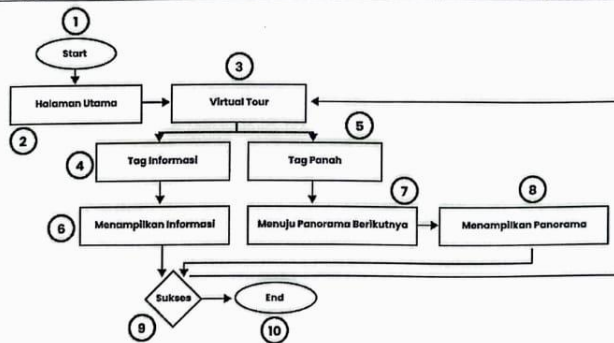 1
Start
3
Halaman Utama
Virtual Tour
2
5
4
Tag Informasi
Tag Panah
7
8
6
Menampilkan Informasi
Menuju Panorama Berikutnya
Menampilkan Panorama
Sukses
End
9
10